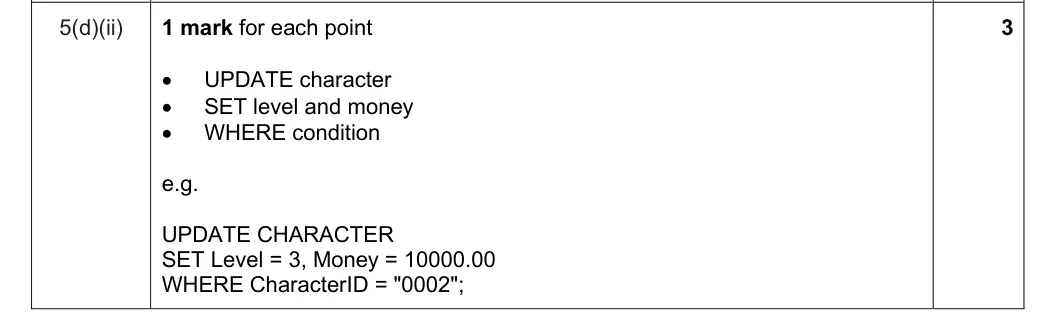 5(d)(ii) 1 mark for each point 3
• UPDATE character
• SET level and money
• WHERE condition
e.g.
UPDATE CHARACTER
SET Level = 3, Money = 10000.00
WHERE CharacterID = "0002";